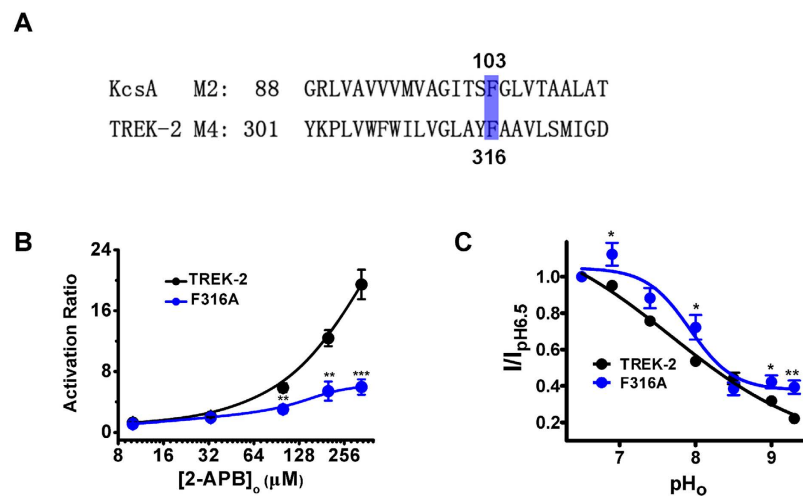 A
103
KcsA M2: 88 GRLVAVVVMVAGITSFGLVTAALAT
TREK-2 M4: 301 YKPLVWFWILVGLAYFAAVLSMIGD
316
B
Activation Ratio
24
16
8
0
TREK-2
F316A
**
**
***
8 16 32 64 128 256
[2-APB]o (μM)
C
I/IpH6.5
1.0
0.8
0.6
0.4
0.2
*
*
*
**
TREK-2
F316A
7 8 9
pHo